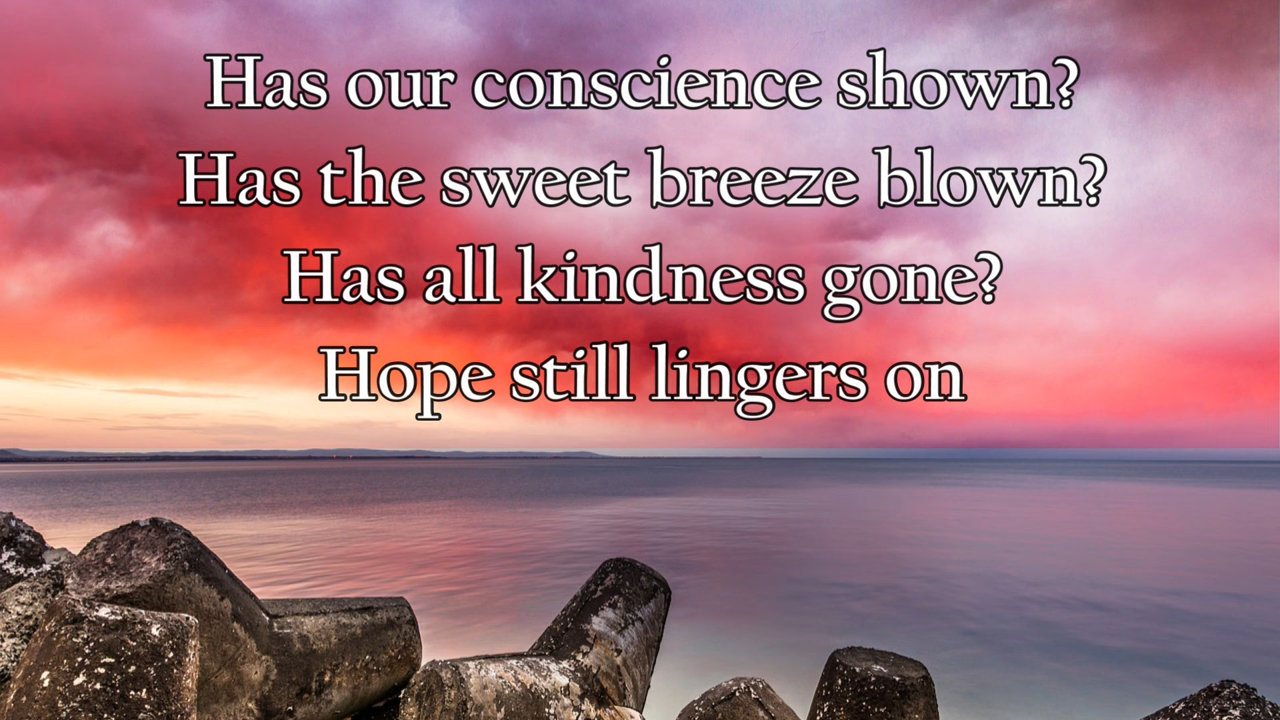 Has our conscience shown?
Has the sweet breeze blown?
Has all kindness gone?
Hope still lingers on